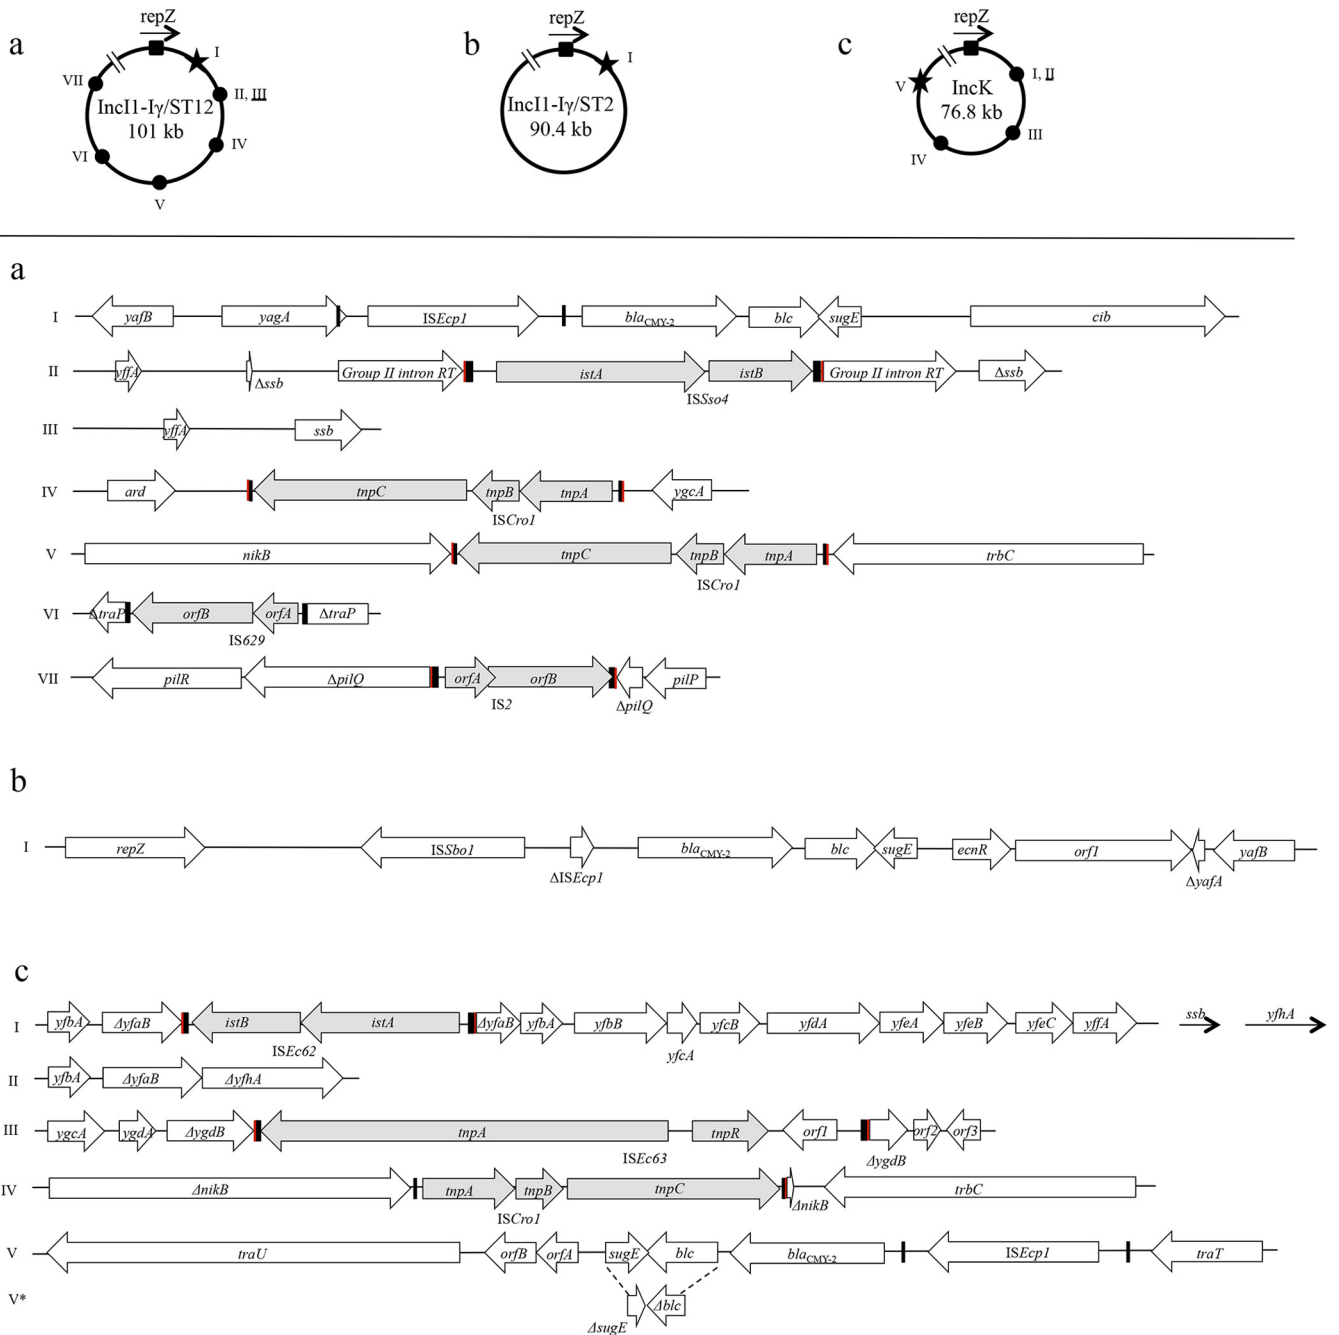 a
repZ
I
II, III
IV
V
VI
VII
IncI1-Iγ/ST12
101 kb
b
repZ
I
IncI1-Iγ/ST2
90.4 kb
c
repZ
I, II
III
IV
V
IncK
76.8 kb
a
I yafB yagA ISEcp1 blaCMY-2 blc sugE cib
II yffA Δssb Group II intron RT istA istB Group II intron RT Δssb
ISSso4
III yffA ssb
IV ard tnpC tnpB tnpA ygcA
ISCro1
V nikB tnpC tnpB tnpA trbC
ISCro1
VI ΔtraP orfB orfA ΔtraP
IS629
VII pilR ΔpilQ orfA orfB pilP
IS2 ΔpilQ
b
I repZ ISSbo1 blaCMY-2 blc sugE ecnR orf1 yafB
ΔISEcp1 ΔyafA
c
I yfbA ΔyfaB istB istA ΔyfaB yfbA yfbB yfcB yfdA yfeA yfeB yfeC yffA ssb yfhA
ISEc62 yfcA
II yfbA ΔyfaB ΔyfhA
III ygcA ygdA ΔygdB tnpA tnpR orf1 orf2 orf3
ISEc63 ΔygdB
IV ΔnikB tnpA tnpB tnpC trbC
ISCro1 ΔnikB
V traU orfB orfA sugE blc blaCMY-2 ISEcp1 traT
V* Δblc
ΔsugE